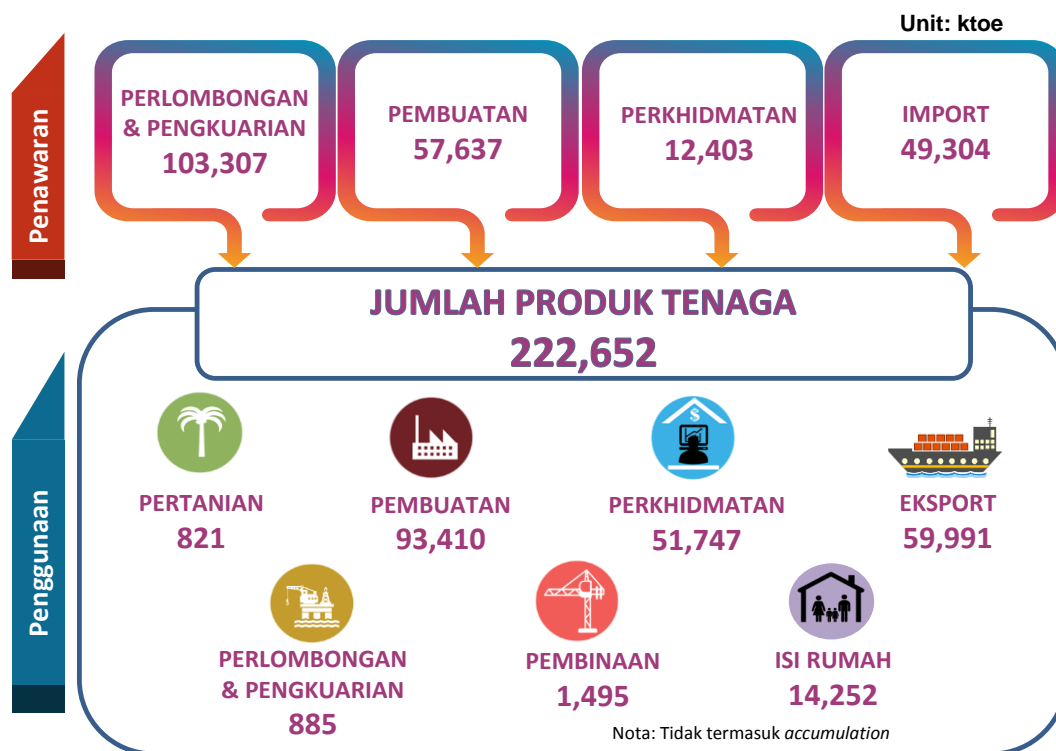 Unit: ktoe
Penawaran
PERLOMBONGAN
& PENGKUARIAN
103,307
PEMBUATAN
57,637
PERKHIDMATAN
12,403
IMPORT
49,304
JUMLAH PRODUK TENAGA
222,652
Penggunaan
PERTANIAN
821
PEMBUATAN
93,410
$
PERKHIDMATAN
51,747
EKSPORT
59,991
PERLOMBONGAN
& PENGKUARIAN
885
PEMBINAAN
1,495
ISI RUMAH
14,252
Nota: Tidak termasuk accumulation